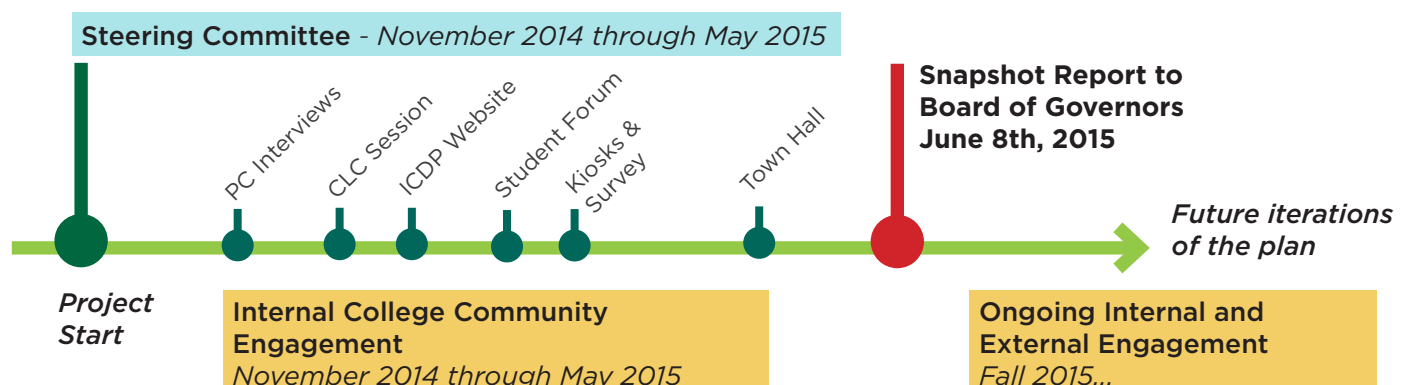 Steering Committee - November 2014 through May 2015
PC Interviews
CLC Session
ICDP Website
Student Forum
Kiosks &
Survey
Town Hall
Snapshot Report to
Board of Governors
June 8th, 2015
Future iterations
of the plan
Project
Start
Internal College Community
Engagement
November 2014 through May 2015
Ongoing Internal and
External Engagement
Fall 2015...